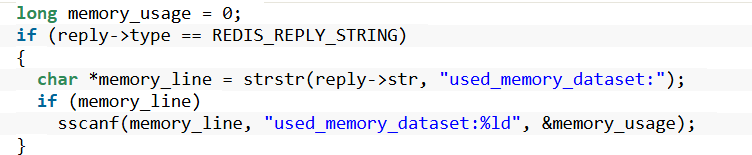 long memory_usage = 0;
if (reply->type == REDIS_REPLY_STRING)
{
  char *memory_line = strstr(reply->str, "used_memory_dataset:");
  if (memory_line)
    sscanf(memory_line, "used_memory_dataset:%ld", &memory_usage);
}